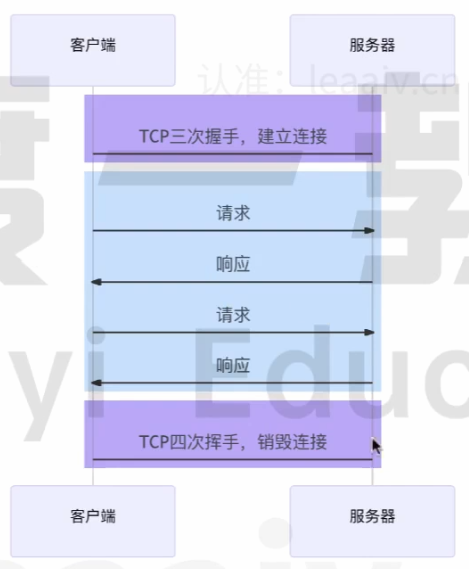 客户端
服务器
认准：leaaiv.cn
TCP三次握手，建立连接
请求
响应
请求
响应
TCP四次挥手，销毁连接
客户端
服务器
yi Educ